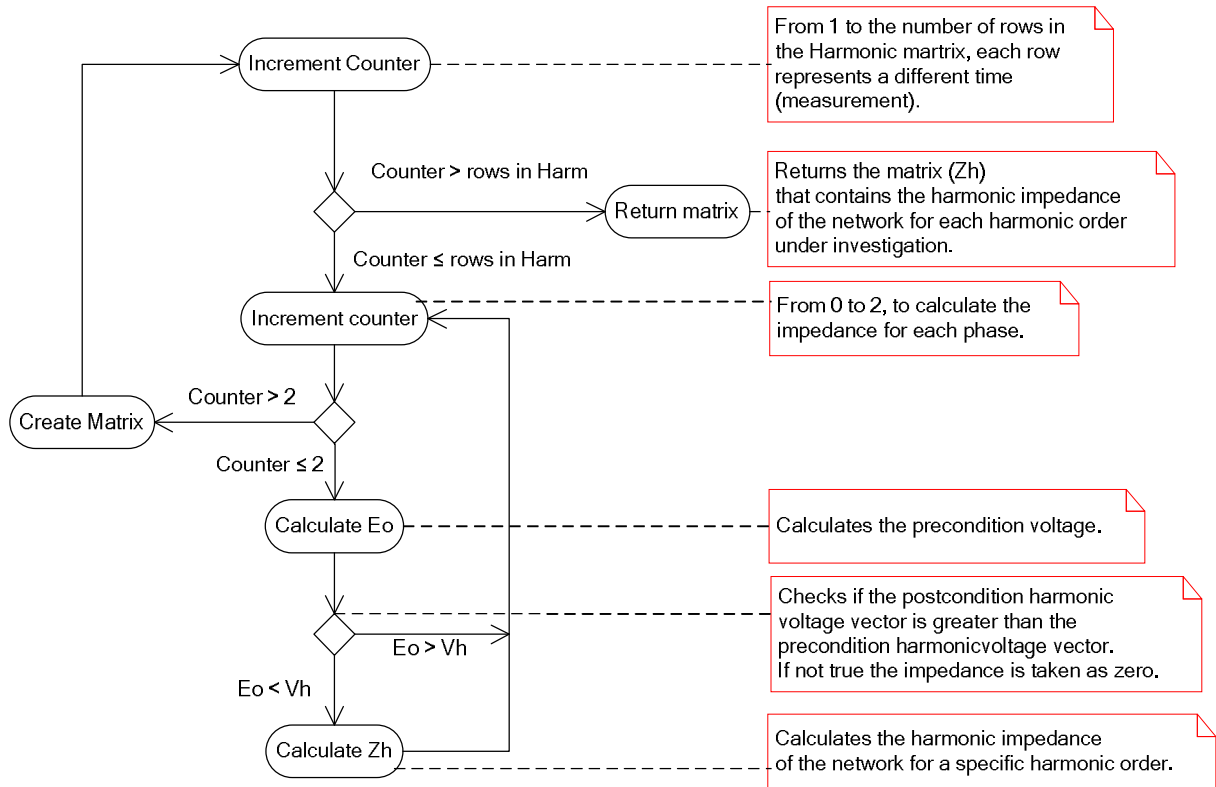 From 1 to the number of rows in
the Harmonic martrix, each row
represents a different time
(measurement).
Increment Counter
Counter > rows in Harm
Returns the matrix (Zh)
that contains the harmonic impedance
of the network for each harmonic order
under investigation.
Return matrix
Counter ≤ rows in Harm
Increment counter
From 0 to 2, to calculate the
impedance for each phase.
Counter > 2
Create Matrix
Counter ≤ 2
Calculate Eo
Calculates the precondition voltage.
Checks if the postcondition harmonic
voltage vector is greater than the
precondition harmonicvoltage vector.
If not true the impedance is taken as zero.
Eo > Vh
Eo < Vh
Calculate Zh
Calculates the harmonic impedance
of the network for a specific harmonic order.